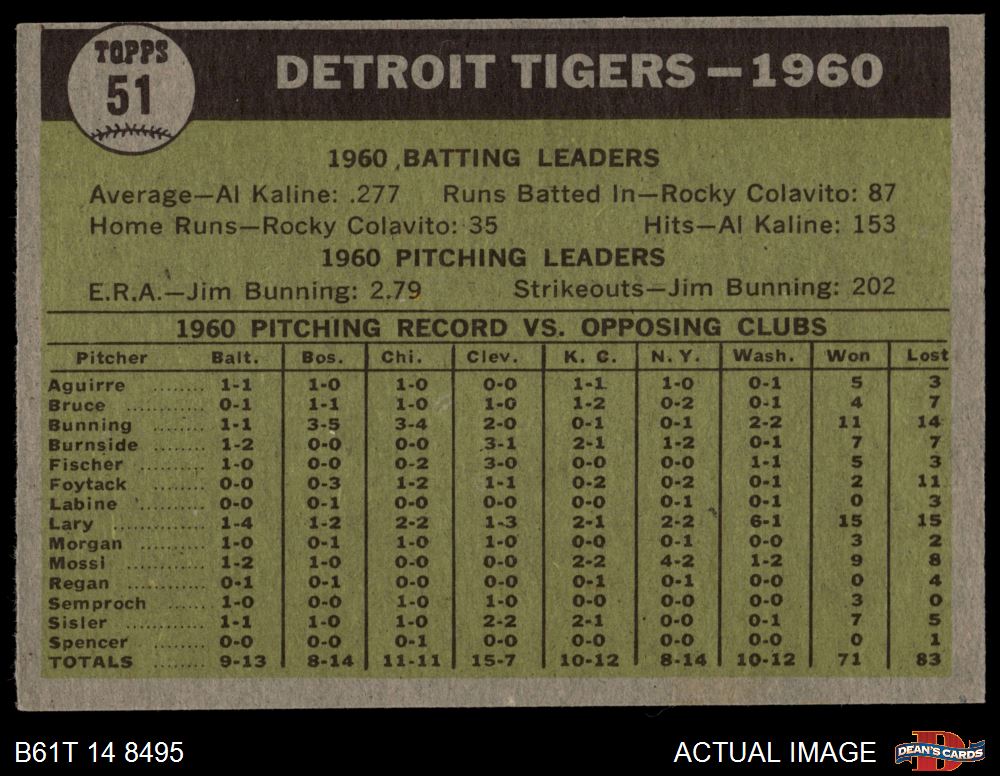 TOPPS
51
DETROIT TIGERS — 1960
1960 BATTING LEADERS
Average—Al Kaline: .277 Runs Batted In—Rocky Colavito: 87
Home Runs—Rocky Colavito: 35 Hits—Al Kaline: 153
1960 PITCHING LEADERS
E.R.A.—Jim Bunning: 2.79 Strikeouts—Jim Bunning: 202
1960 PITCHING RECORD VS. OPPOSING CLUBS
Pitcher Balt. Bos. Chi. Clev. K. C. N. Y. Wash. Won Lost
Aguirre ........ 1-1 1-0 1-0 0-0 1-1 1-0 0-1 5 3
Bruce ........... 0-1 1-1 1-0 1-0 1-2 0-2 0-1 4 7
Bunning ....... 1-1 3-5 3-4 2-0 0-1 0-1 2-2 11 14
Burnside ...... 1-2 0-0 0-0 3-1 2-1 1-2 0-1 7 7
Fischer ......... 1-0 0-0 0-2 3-0 0-0 0-0 1-1 5 3
Foytack ........ 0-0 0-3 1-2 1-1 0-2 0-2 0-1 2 11
Labine ......... 0-0 0-1 0-0 0-0 0-0 0-1 0-1 0 3
Lary ............. 1-4 1-2 2-2 1-3 2-1 2-2 6-1 15 15
Morgan ......... 1-0 0-1 1-0 1-0 0-0 0-1 0-0 3 2
Mossi ........... 1-2 1-0 0-0 0-0 2-2 4-2 1-2 9 8
Regan .......... 0-1 0-1 0-0 0-0 0-1 0-1 0-0 0 4
Semproch ..... 1-0 0-0 1-0 1-0 0-0 0-0 0-0 3 0
Sisler ........... 1-1 1-0 1-0 2-2 2-1 0-0 0-1 7 5
Spencer ........ 0-0 0-0 0-1 0-0 0-0 0-0 0-0 0 1
TOTALS ........ 9-13 8-14 11-11 15-7 10-12 8-14 10-12 71 83
B61T 14 8495 ACTUAL IMAGE D DEAN'S CARDS